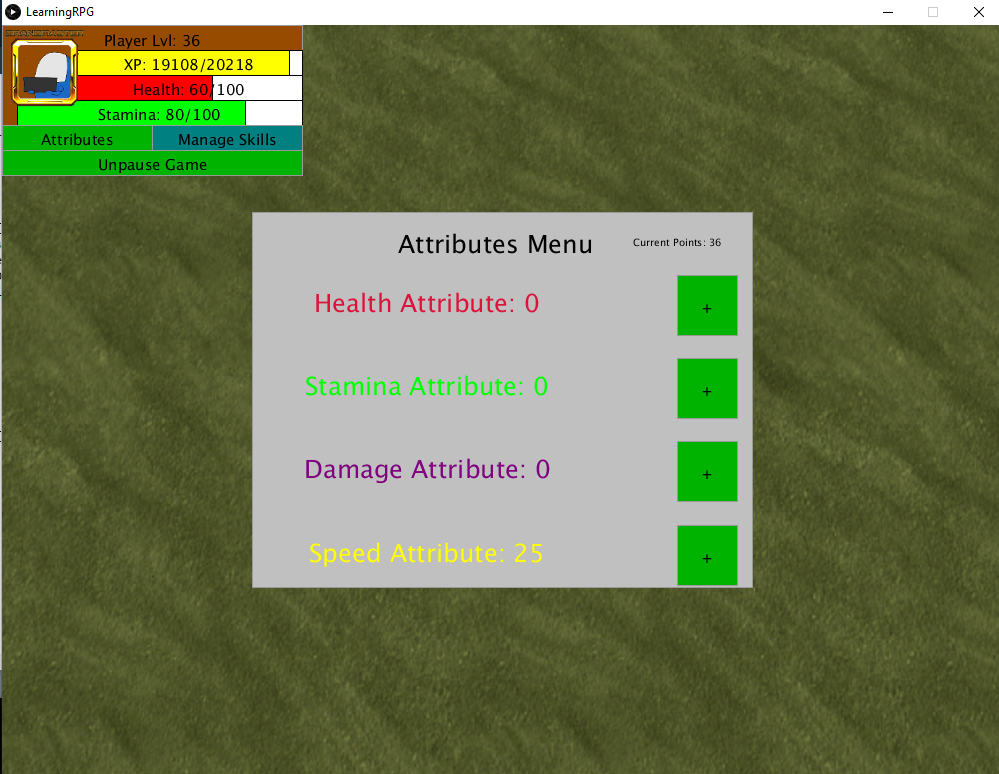 LearningRPG
Player Lvl: 36
XP: 19108/20218
Health: 60/100
Stamina: 80/100
Attributes
Manage Skills
Unpause Game
Attributes Menu
Current Points: 36
Health Attribute: 0
+
Stamina Attribute: 0
+
Damage Attribute: 0
+
Speed Attribute: 25
+